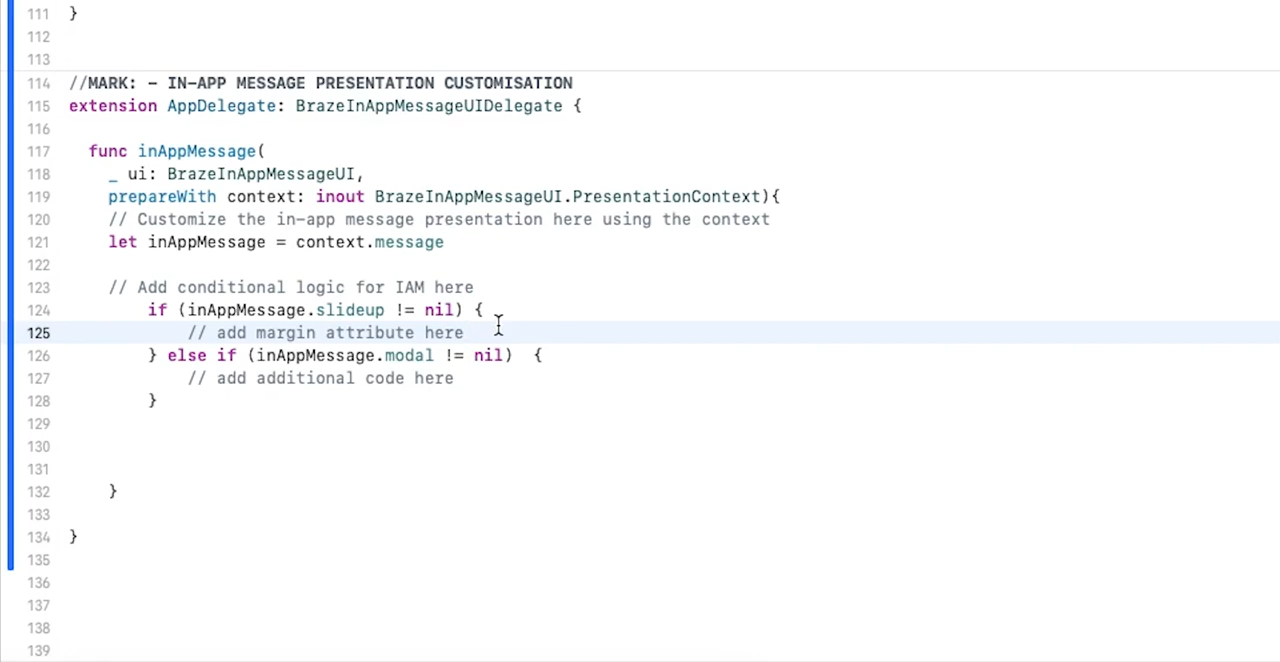 111 }
112
113
114 //MARK: - IN-APP MESSAGE PRESENTATION CUSTOMISATION
115 extension AppDelegate: BrazeInAppMessageUIDelegate {
116
117 func inAppMessage(
118 _ ui: BrazeInAppMessageUI,
119 prepareWith context: inout BrazeInAppMessageUI.PresentationContext){
120 // Customize the in-app message presentation here using the context
121 let inAppMessage = context.message
122
123 // Add conditional logic for IAM here
124 if (inAppMessage.slideup != nil) {
125 // add margin attribute here
126 } else if (inAppMessage.modal != nil)  {
127 // add additional code here
128 }
129
130
131
132 }
133
134 }
135
136
137
138
139